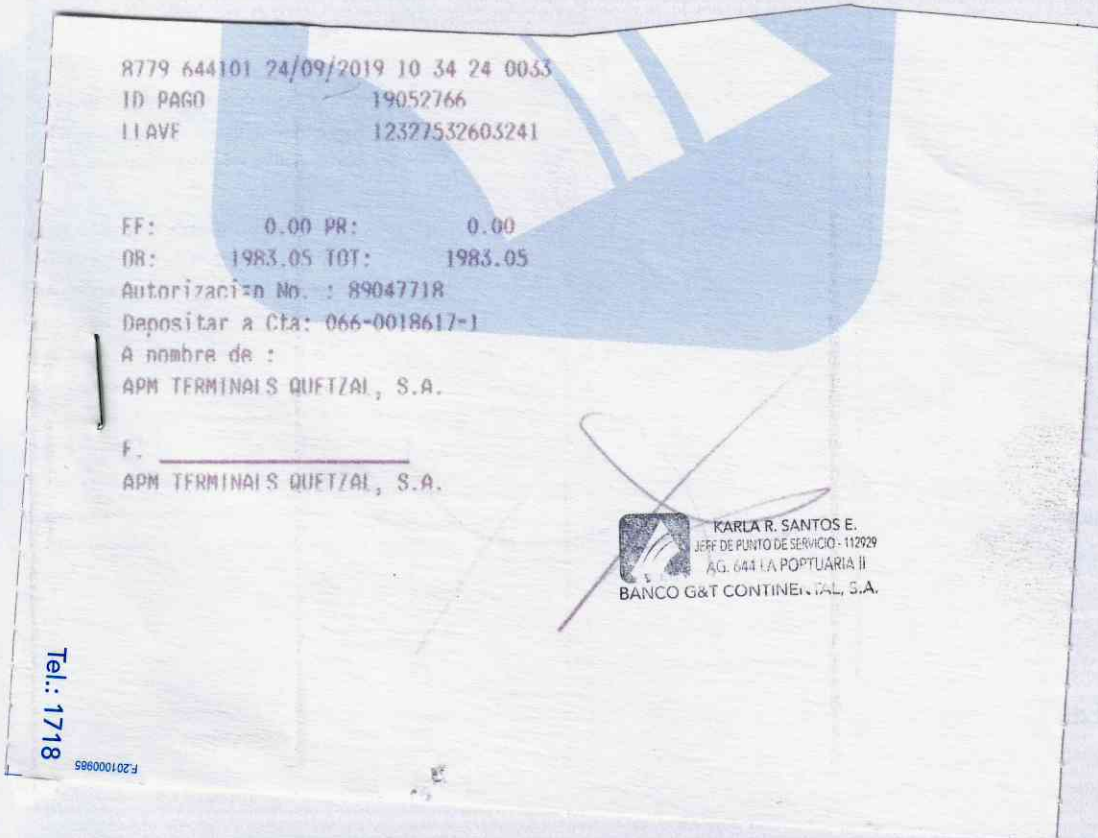 8779 644101 24/09/2019 10 34 24 0033
ID PAGO 19052766
LLAVE 12327532603241
FF: 0.00 PR: 0.00
OR: 1983.05 TOT: 1983.05
Autorizaci=n No. : 89047718
Depositar a Cta: 066-0018617-1
A nombre de :
APM TERMINALS QUETZAL, S.A.
F.
APM TERMINALS QUETZAL, S.A.
KARLA R. SANTOS E.
JEFE DE PUNTO DE SERVICIO - 112929
AG. 644 LA PORTUARIA II
BANCO G&T CONTINENTAL, S.A.
Tel.: 1718
F.201000985